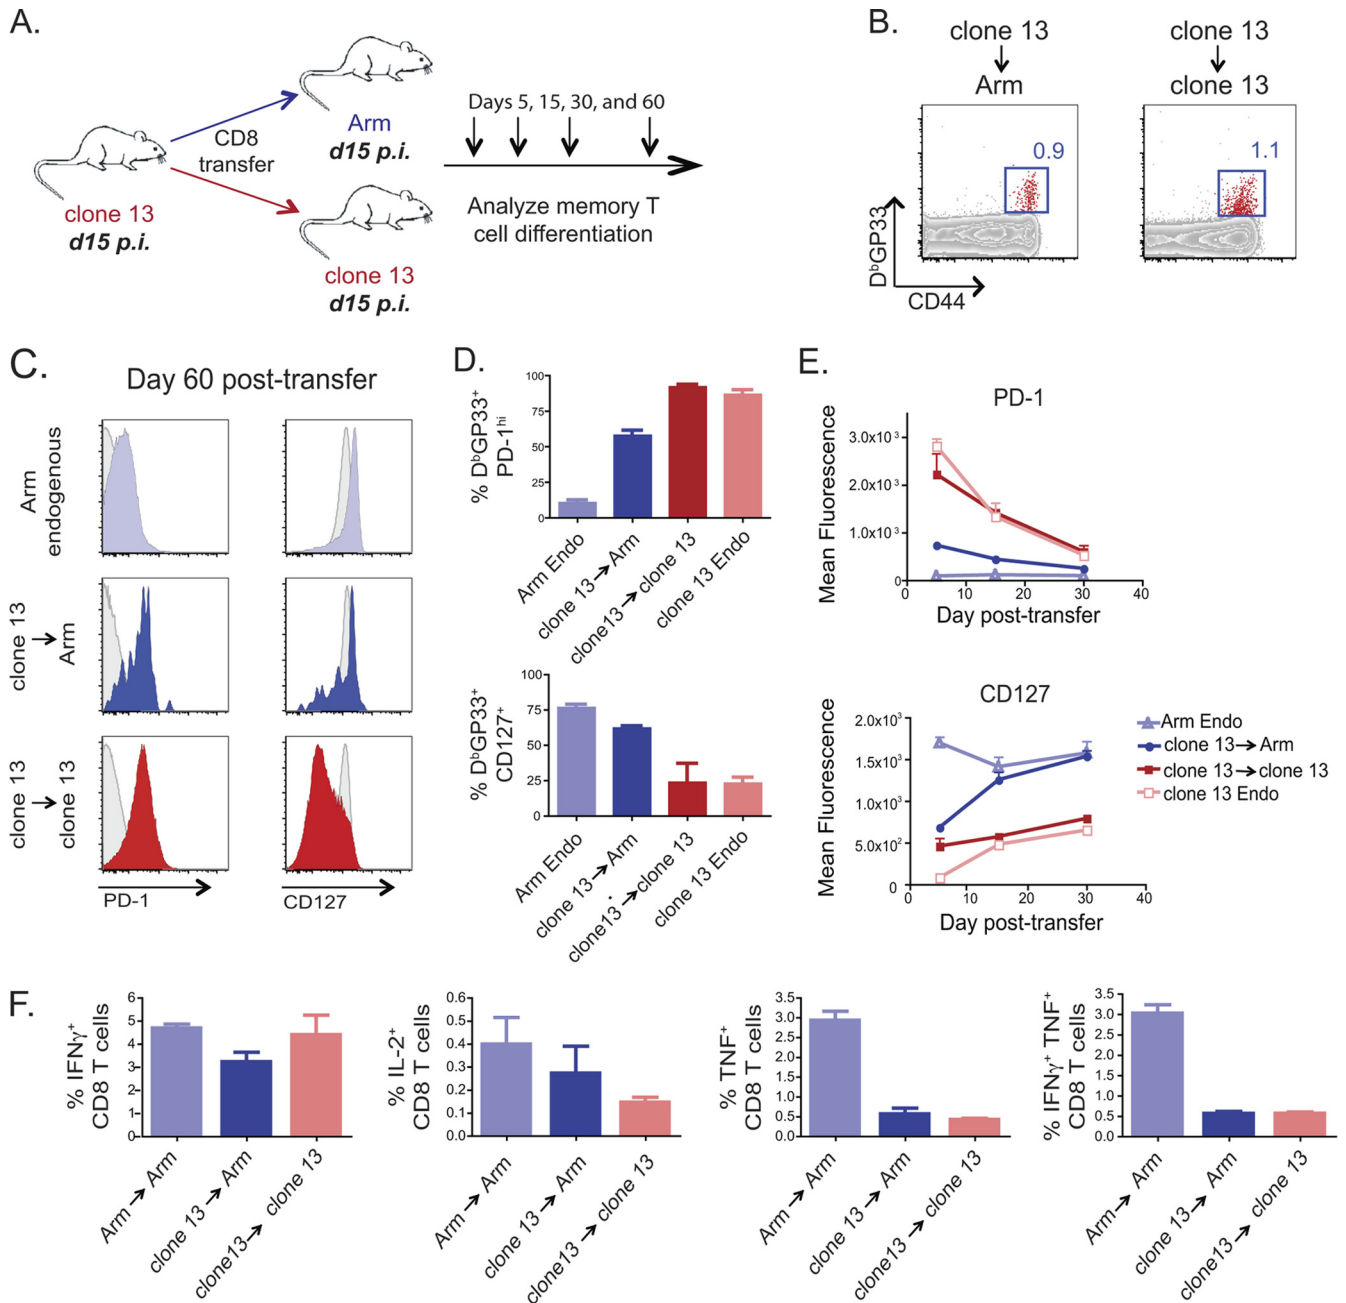 A.
clone 13
d15 p.i.
CD8
transfer
Arm
d15 p.i.
clone 13
d15 p.i.
Days 5, 15, 30, and 60
Analyze memory T
cell differentiation
B.
clone 13
Arm
0.9
clone 13
clone 13
1.1
DᵇGP33
CD44
C.
Day 60 post-transfer
Arm
endogenous
clone 13 → Arm
clone 13 → clone 13
PD-1
CD127
D.
% DᵇGP33⁺
PD-1ʰⁱ
100
75
50
25
0
Arm Endo
clone 13 → Arm
clone13 → clone 13
clone 13 Endo
% DᵇGP33⁺
CD127⁺
100
75
50
25
0
Arm Endo
clone 13 → Arm
clone13 → clone 13
clone 13 Endo
E.
PD-1
Mean Fluorescence
3.0x10³
2.0x10³
1.0x10³
0
0 10 20 30 40
Day post-transfer
CD127
Mean Fluorescence
2.0x10³
1.5x10³
1.0x10³
5.0x10²
0
0 10 20 30 40
Day post-transfer
Arm Endo
clone 13 → Arm
clone 13 → clone 13
clone 13 Endo
F.
% IFNγ⁺
CD8 T cells
6
5
4
3
2
1
0
Arm → Arm
clone 13 → Arm
clone13 → clone 13
% IL-2⁺
CD8 T cells
0.6
0.5
0.4
0.3
0.2
0.1
0.0
Arm → Arm
clone 13 → Arm
clone13 → clone 13
% TNF⁺
CD8 T cells
3.5
3.0
2.5
2.0
1.5
1.0
0.5
0.0
Arm → Arm
clone 13 → Arm
clone13 → clone 13
% IFNγ⁺ TNF⁺
CD8 T cells
3.5
3.0
2.5
2.0
1.5
1.0
0.5
0.0
Arm → Arm
clone 13 → Arm
clone13 → clone 13